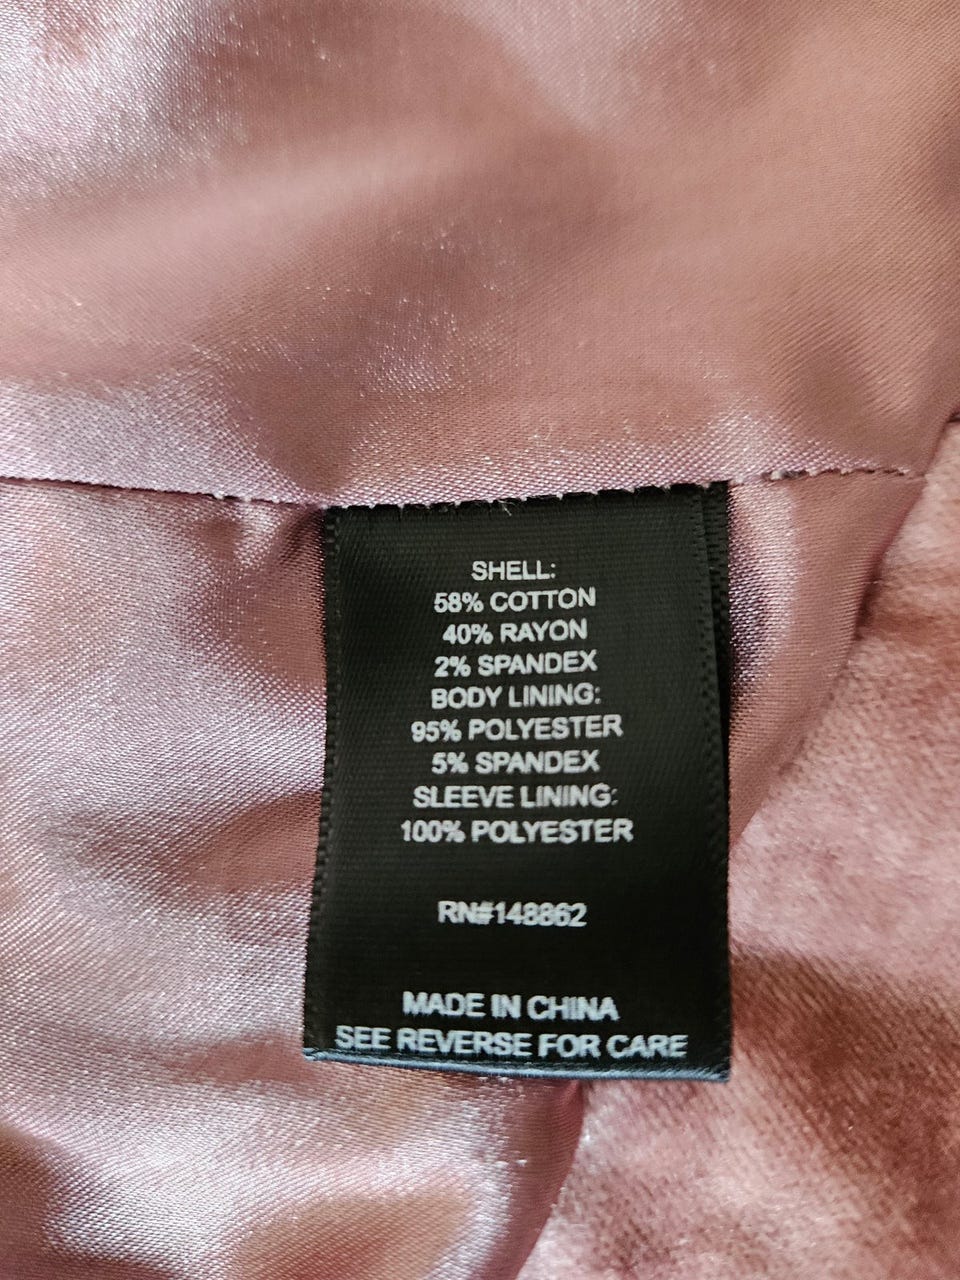 SHELL:
58% COTTON
40% RAYON
2% SPANDEX
BODY LINING:
95% POLYESTER
5% SPANDEX
SLEEVE LINING:
100% POLYESTER
RN#148862
MADE IN CHINA
SEE REVERSE FOR CARE